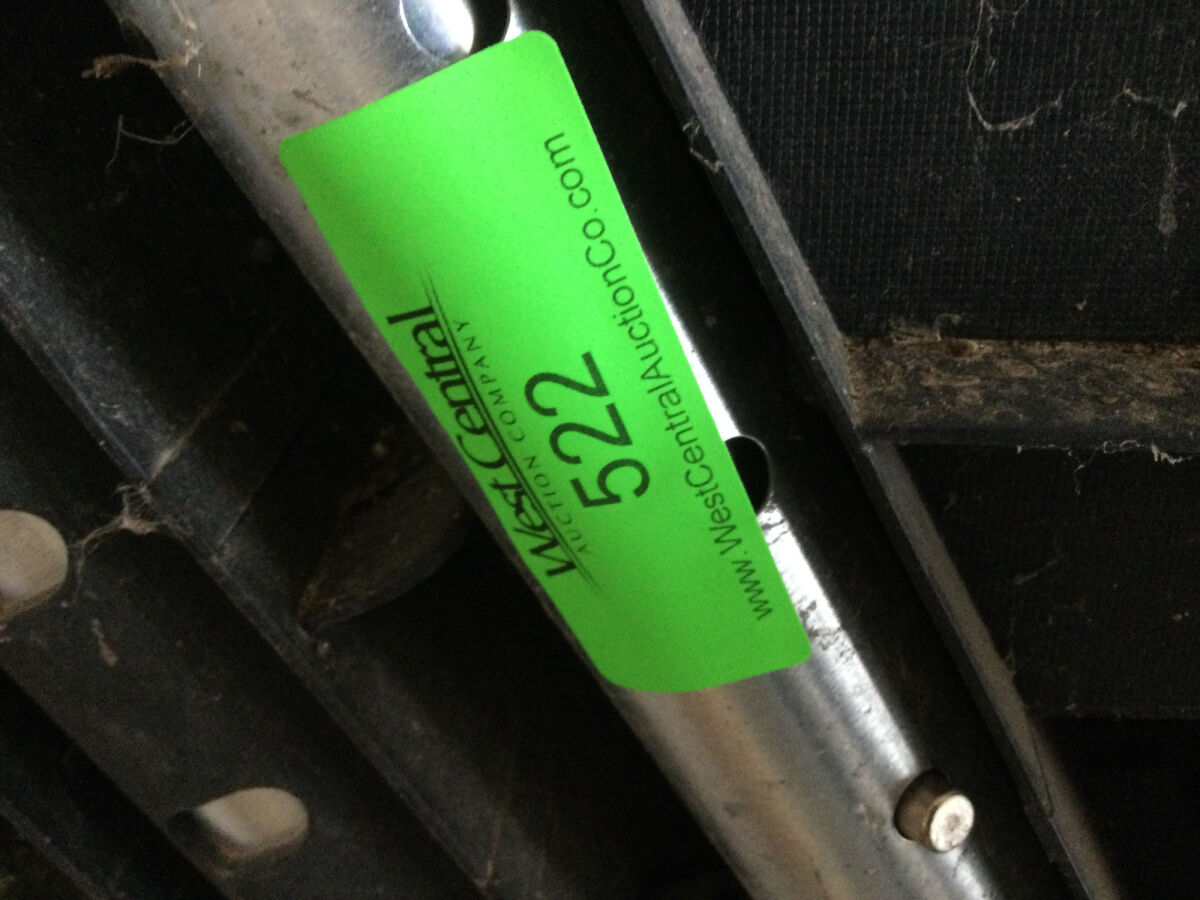 West Central
AUCTION COMPANY
522
www.WestCentralAuctionCo.com